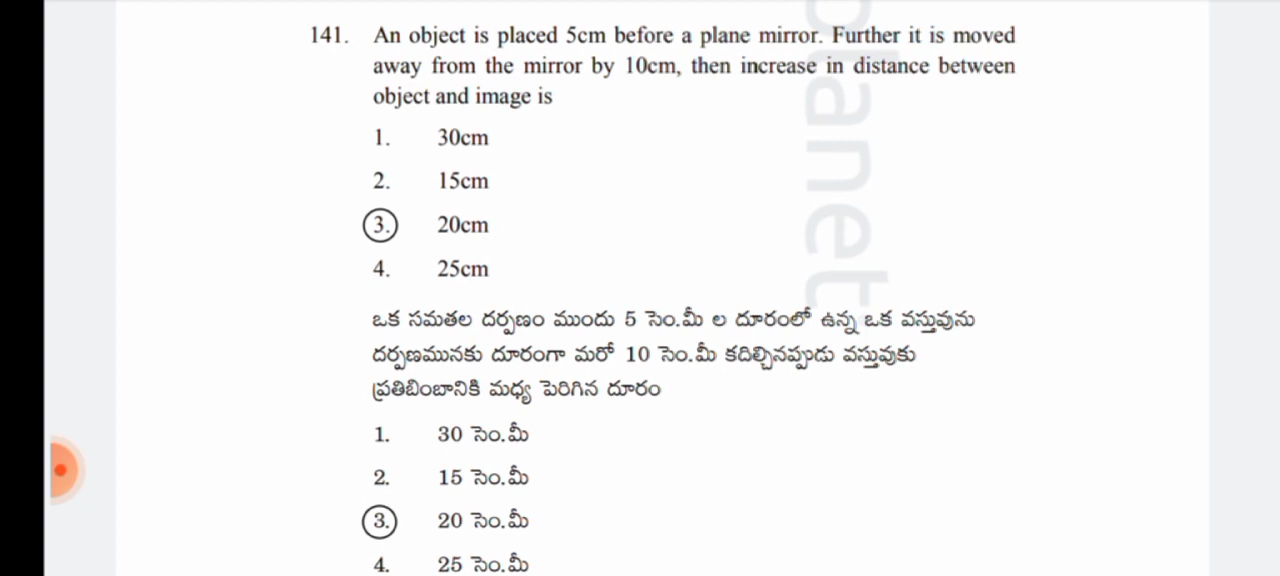 141. An object is placed 5cm before a plane mirror. Further it is moved
away from the mirror by 10cm, then increase in distance between
object and image is
1. 30cm
2. 15cm
3. 20cm
4. 25cm
ఒక సమతల దర్పణం ముందు 5 సెం.మీ ల దూరంలో ఉన్న ఒక వస్తువును
దర్పణమునకు దూరంగా మరో 10 సెం.మీ కదిల్చినప్పుడు వస్తువుకు
ప్రతిబింబానికి మధ్య పెరిగిన దూరం
1. 30 సెం.మీ
2. 15 సెం.మీ
3. 20 సెం.మీ
4. 25 సెం.మీ
planet